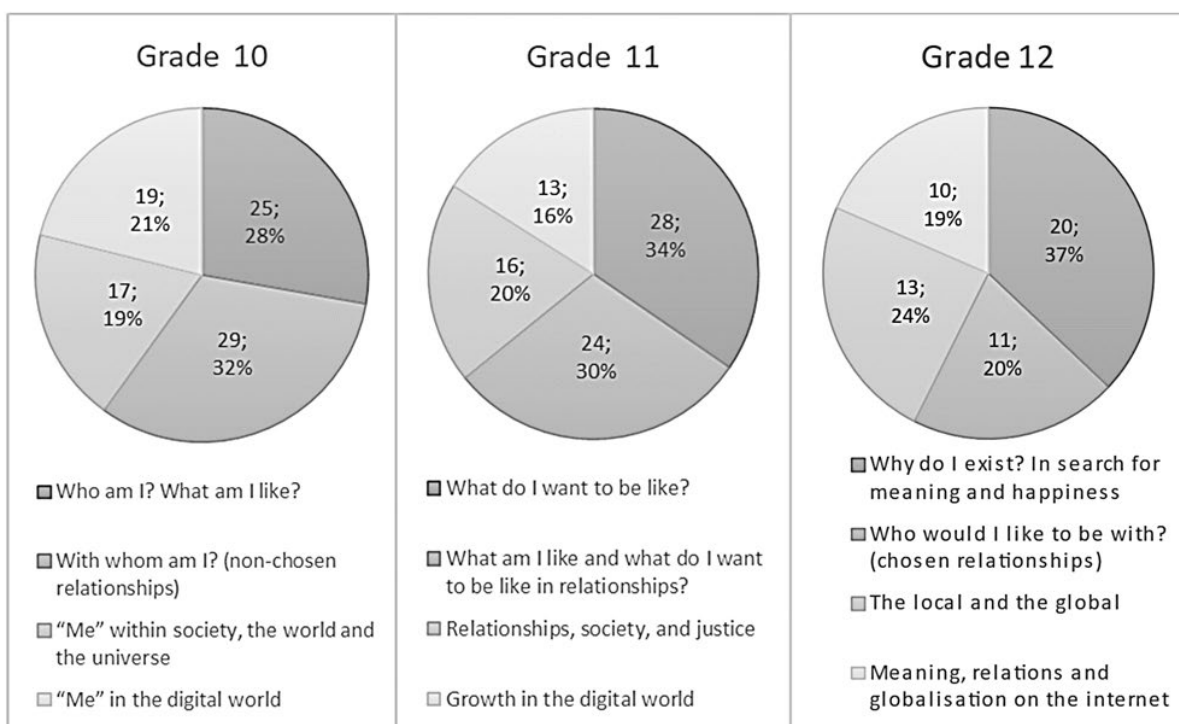 Grade 10
19;
21%
25;
28%
17;
19%
29;
32%
Who am I? What am I like?
With whom am I? (non-chosen
relationships)
“Me” within society, the world and
the universe
“Me” in the digital world
Grade 11
13;
16%
28;
34%
16;
20%
24;
30%
What do I want to be like?
What am I like and what do I want
to be like in relationships?
Relationships, society, and justice
Growth in the digital world
Grade 12
10;
19%
20;
37%
13;
24%
11;
20%
Why do I exist? In search for
meaning and happiness
Who would I like to be with?
(chosen relationships)
The local and the global
Meaning, relations and
globalisation on the internet